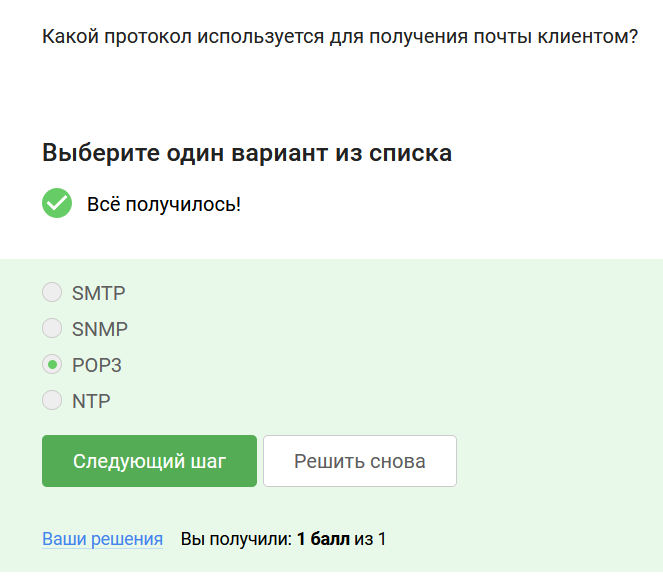 Какой протокол используется для получения почты клиентом?
Выберите один вариант из списка
Всё получилось!
SMTP
SNMP
POP3
NTP
Следующий шаг Решить снова
Ваши решения Вы получили: 1 балл из 1